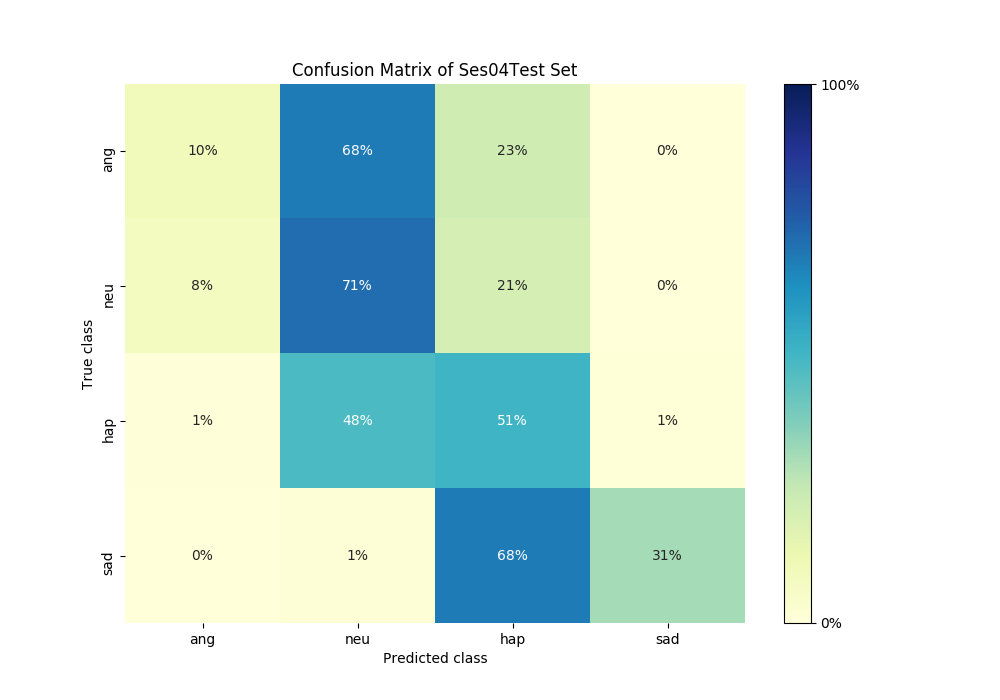 Confusion Matrix of Ses04Test Set
100%
ang 10% 68% 23% 0%
neu 8% 71% 21% 0%
True class
hap 1% 48% 51% 1%
sad 0% 1% 68% 31%
0%
ang neu hap sad
Predicted class